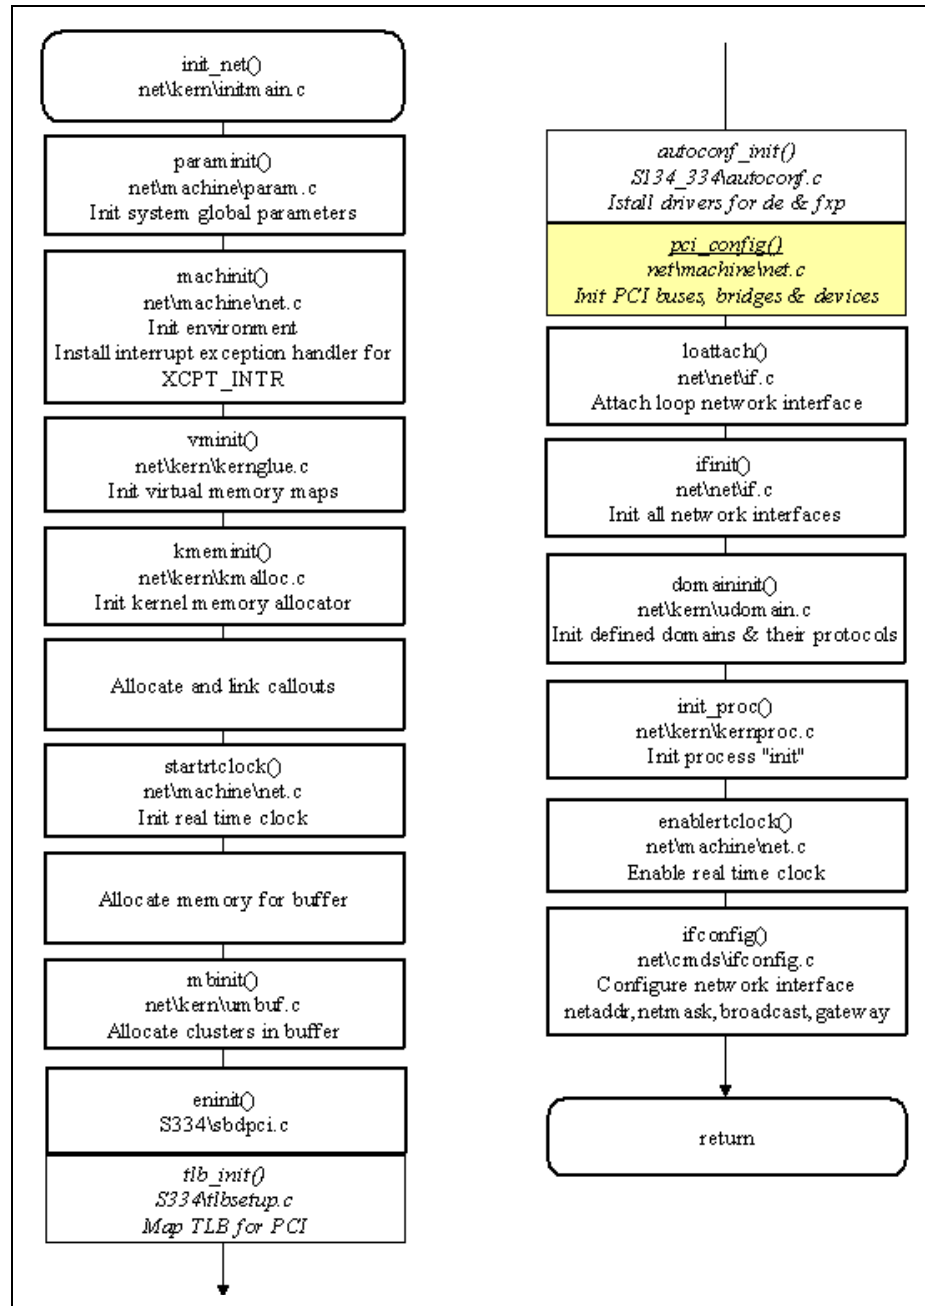 init_net()
net\kern\initmain.c
paraminit()
net\machine\param.c
Init system global parameters
machinit()
net\machine\net.c
Init environment
Install interrupt exception handler for
XCPT_INTR
vminit()
net\kern\kernglue.c
Init virtual memory maps
kmeminit()
net\kern\kmalloc.c
Init kernel memory allocator
Allocate and link callouts
startrtclock()
net\machine\net.c
Init real time clock
Allocate memory for buffer
mbinit()
net\kern\umbuf.c
Allocate clusters in buffer
eninit()
S334\sbdpci.c
tlb_init()
S334\tlbsetup.c
Map TLB for PCI
autoconf_init()
S134_334\autoconf.c
Istall drivers for de & fxp
pci_config()
net\machine\net.c
Init PCI buses, bridges & devices
loattach()
net\net\if.c
Attach loop network interface
ifinit()
net\net\if.c
Init all network interfaces
domaininit()
net\kern\udomain.c
Init defined domains & their protocols
init_proc()
net\kern\kernproc.c
Init process "init"
enablertclock()
net\machine\net.c
Enable real time clock
ifconfig()
net\cmds\ifconfig.c
Configure network interface
netaddr,netmask,broadcast,gateway
return